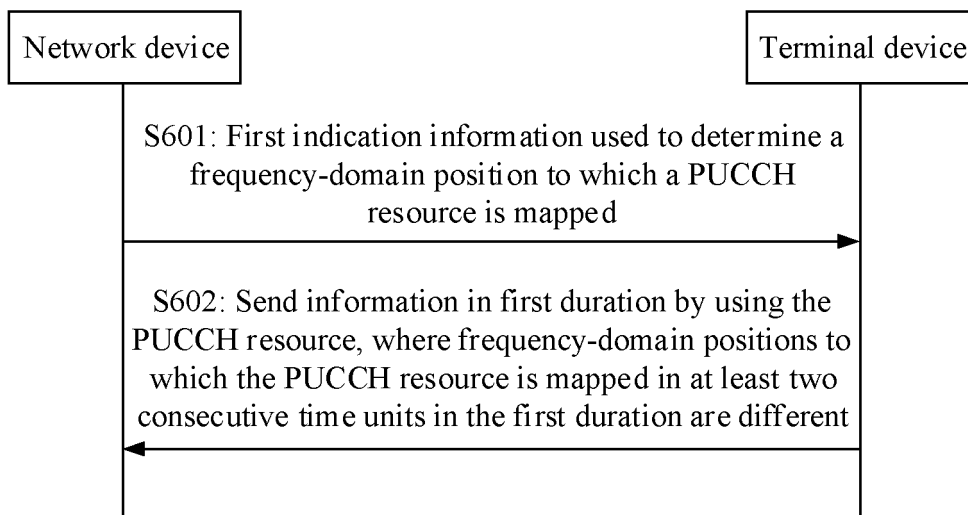 Network device
Terminal device
S601: First indication information used to determine a
frequency-domain position to which a PUCCH
resource is mapped
S602: Send information in first duration by using the
PUCCH resource, where frequency-domain positions to
which the PUCCH resource is mapped in at least two
consecutive time units in the first duration are different